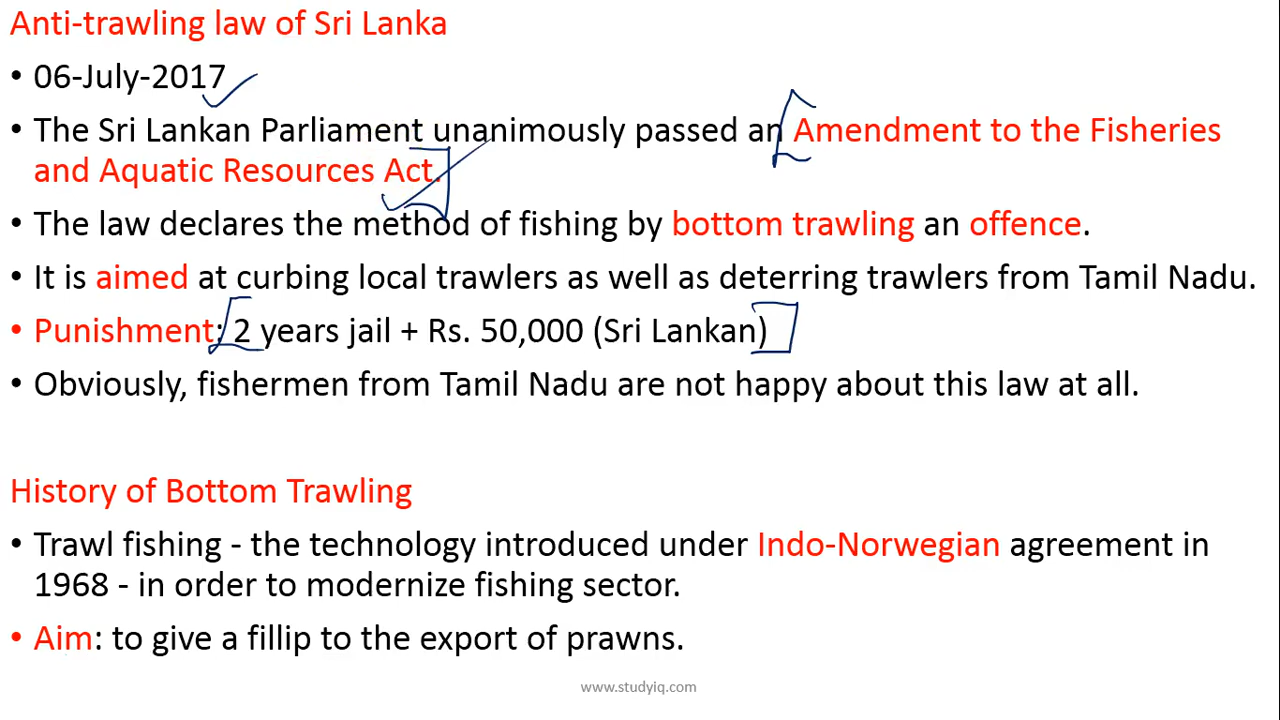 Anti-trawling law of Sri Lanka
• 06-July-2017
• The Sri Lankan Parliament unanimously passed an Amendment to the Fisheries
and Aquatic Resources Act.
• The law declares the method of fishing by bottom trawling an offence.
• It is aimed at curbing local trawlers as well as deterring trawlers from Tamil Nadu.
• Punishment: 2 years jail + Rs. 50,000 (Sri Lankan)
• Obviously, fishermen from Tamil Nadu are not happy about this law at all.
History of Bottom Trawling
• Trawl fishing - the technology introduced under Indo-Norwegian agreement in
1968 - in order to modernize fishing sector.
• Aim: to give a fillip to the export of prawns.
www.studyiq.com